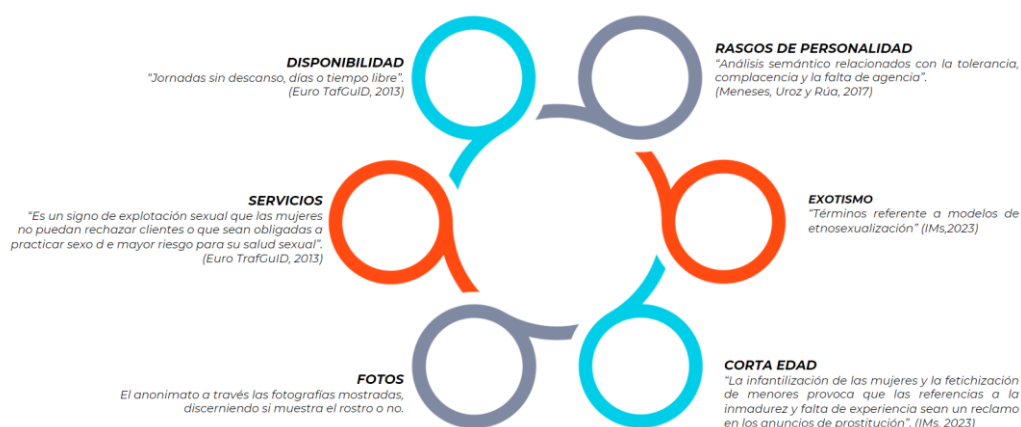 DISPONIBILIDAD
"Jornadas sin descanso, días o tiempo libre".
(Euro TafGuID, 2013)
RASGOS DE PERSONALIDAD
"Análisis semántico relacionados con la tolerancia,
complacencia y la falta de agencia".
(Meneses, Uroz y Rúa, 2017)
SERVICIOS
"Es un signo de explotación sexual que las mujeres
no puedan rechazar clientes o que sean obligadas a
practicar sexo d e mayor riesgo para su salud sexual".
(Euro TrafGuID, 2013)
EXOTISMO
"Términos referente a modelos de
etnosexualización" (IMs,2023)
FOTOS
El anonimato a través las fotografías mostradas,
discerniendo si muestra el rostro o no.
CORTA EDAD
"La infantilización de las mujeres y la fetichización
de menores provoca que las referencias a la
inmadurez y falta de experiencia sean un reclamo
en los anuncios de prostitución". (IMs, 2023)